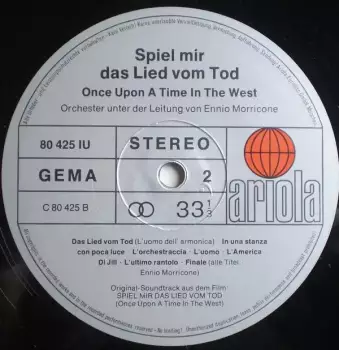 Spiel mir
das Lied vom Tod
Once Upon A Time In The West
Orchester unter der Leitung von Ennio Morricone
80 425 IU
STEREO
GEMA
2
C 80 425 B
33 1/3
ariola
Das Lied vom Tod (L'uomo dell' armonica) · In una stanza
con poca luce · L'orchestraccia · L'uomo · L'America
Di Jill · L'ultimo rantolo · Finale (alle Titel
Ennio Morricone)
Original-Soundtrack aus dem Film
SPIEL MIR DAS LIED VOM TOD
(Once Upon A Time In The West)